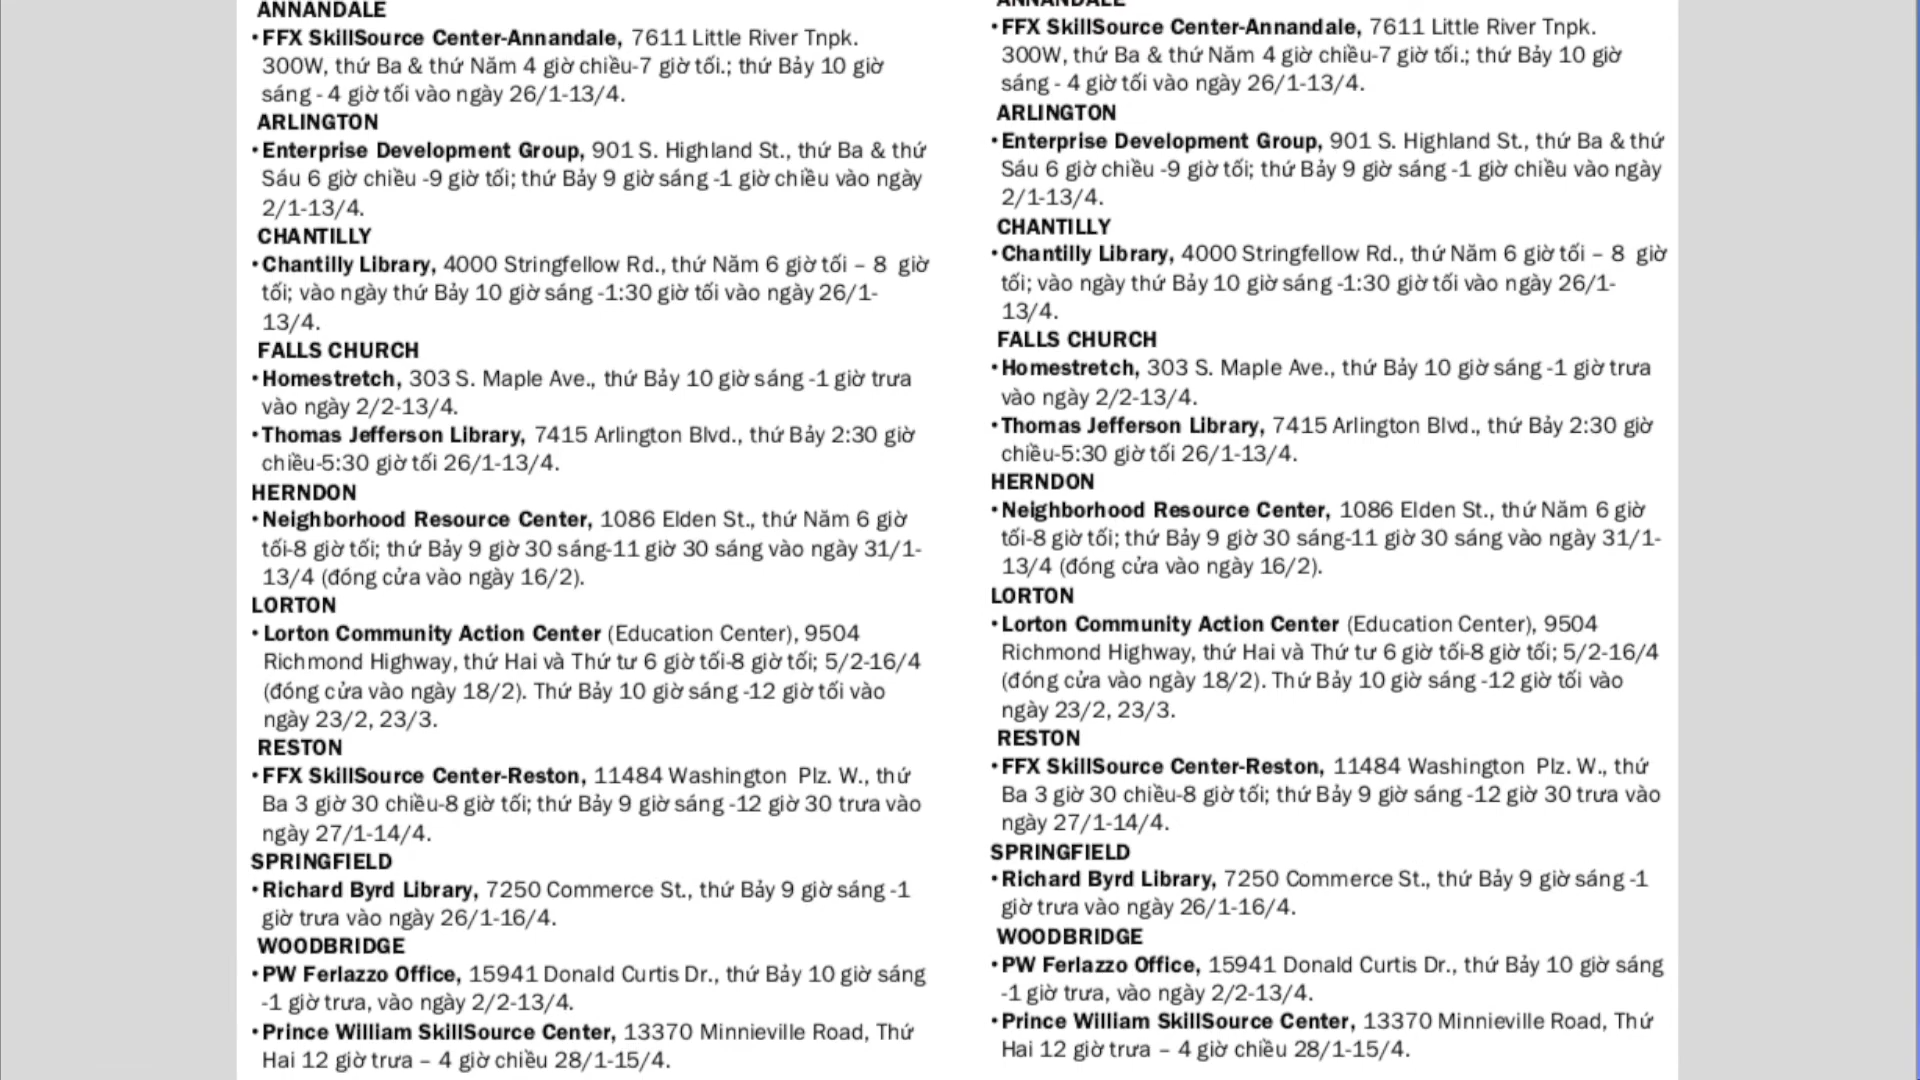 ANNANDALE
•FFX SkillSource Center-Annandale, 7611 Little River Tnpk.
300W, thứ Ba & thứ Năm 4 giờ chiều-7 giờ tối.; thứ Bảy 10 giờ
sáng - 4 giờ tối vào ngày 26/1-13/4.
ARLINGTON
•Enterprise Development Group, 901 S. Highland St., thứ Ba & thứ
Sáu 6 giờ chiều -9 giờ tối; thứ Bảy 9 giờ sáng -1 giờ chiều vào ngày
2/1-13/4.
CHANTILLY
•Chantilly Library, 4000 Stringfellow Rd., thứ Năm 6 giờ tối – 8 giờ
tối; vào ngày thứ Bảy 10 giờ sáng -1:30 giờ tối vào ngày 26/1-
13/4.
FALLS CHURCH
•Homestretch, 303 S. Maple Ave., thứ Bảy 10 giờ sáng -1 giờ trưa
vào ngày 2/2-13/4.
•Thomas Jefferson Library, 7415 Arlington Blvd., thứ Bảy 2:30 giờ
chiều-5:30 giờ tối 26/1-13/4.
HERNDON
•Neighborhood Resource Center, 1086 Elden St., thứ Năm 6 giờ
tối-8 giờ tối; thứ Bảy 9 giờ 30 sáng-11 giờ 30 sáng vào ngày 31/1-
13/4 (đóng cửa vào ngày 16/2).
LORTON
•Lorton Community Action Center (Education Center), 9504
Richmond Highway, thứ Hai và Thứ tư 6 giờ tối-8 giờ tối; 5/2-16/4
(đóng cửa vào ngày 18/2). Thứ Bảy 10 giờ sáng -12 giờ tối vào
ngày 23/2, 23/3.
RESTON
•FFX SkillSource Center-Reston, 11484 Washington Plz. W., thứ
Ba 3 giờ 30 chiều-8 giờ tối; thứ Bảy 9 giờ sáng -12 giờ 30 trưa vào
ngày 27/1-14/4.
SPRINGFIELD
•Richard Byrd Library, 7250 Commerce St., thứ Bảy 9 giờ sáng -1
giờ trưa vào ngày 26/1-16/4.
WOODBRIDGE
•PW Ferlazzo Office, 15941 Donald Curtis Dr., thứ Bảy 10 giờ sáng
-1 giờ trưa, vào ngày 2/2-13/4.
•Prince William SkillSource Center, 13370 Minnieville Road, Thứ
Hai 12 giờ trưa – 4 giờ chiều 28/1-15/4.
ANNANDALE
•FFX SkillSource Center-Annandale, 7611 Little River Tnpk.
300W, thứ Ba & thứ Năm 4 giờ chiều-7 giờ tối.; thứ Bảy 10 giờ
sáng - 4 giờ tối vào ngày 26/1-13/4.
ARLINGTON
•Enterprise Development Group, 901 S. Highland St., thứ Ba & thứ
Sáu 6 giờ chiều -9 giờ tối; thứ Bảy 9 giờ sáng -1 giờ chiều vào ngày
2/1-13/4.
CHANTILLY
•Chantilly Library, 4000 Stringfellow Rd., thứ Năm 6 giờ tối – 8 giờ
tối; vào ngày thứ Bảy 10 giờ sáng -1:30 giờ tối vào ngày 26/1-
13/4.
FALLS CHURCH
•Homestretch, 303 S. Maple Ave., thứ Bảy 10 giờ sáng -1 giờ trưa
vào ngày 2/2-13/4.
•Thomas Jefferson Library, 7415 Arlington Blvd., thứ Bảy 2:30 giờ
chiều-5:30 giờ tối 26/1-13/4.
HERNDON
•Neighborhood Resource Center, 1086 Elden St., thứ Năm 6 giờ
tối-8 giờ tối; thứ Bảy 9 giờ 30 sáng-11 giờ 30 sáng vào ngày 31/1-
13/4 (đóng cửa vào ngày 16/2).
LORTON
•Lorton Community Action Center (Education Center), 9504
Richmond Highway, thứ Hai và Thứ tư 6 giờ tối-8 giờ tối; 5/2-16/4
(đóng cửa vào ngày 18/2). Thứ Bảy 10 giờ sáng -12 giờ tối vào
ngày 23/2, 23/3.
RESTON
•FFX SkillSource Center-Reston, 11484 Washington Plz. W., thứ
Ba 3 giờ 30 chiều-8 giờ tối; thứ Bảy 9 giờ sáng -12 giờ 30 trưa vào
ngày 27/1-14/4.
SPRINGFIELD
•Richard Byrd Library, 7250 Commerce St., thứ Bảy 9 giờ sáng -1
giờ trưa vào ngày 26/1-16/4.
WOODBRIDGE
•PW Ferlazzo Office, 15941 Donald Curtis Dr., thứ Bảy 10 giờ sáng
-1 giờ trưa, vào ngày 2/2-13/4.
•Prince William SkillSource Center, 13370 Minnieville Road, Thứ
Hai 12 giờ trưa – 4 giờ chiều 28/1-15/4.